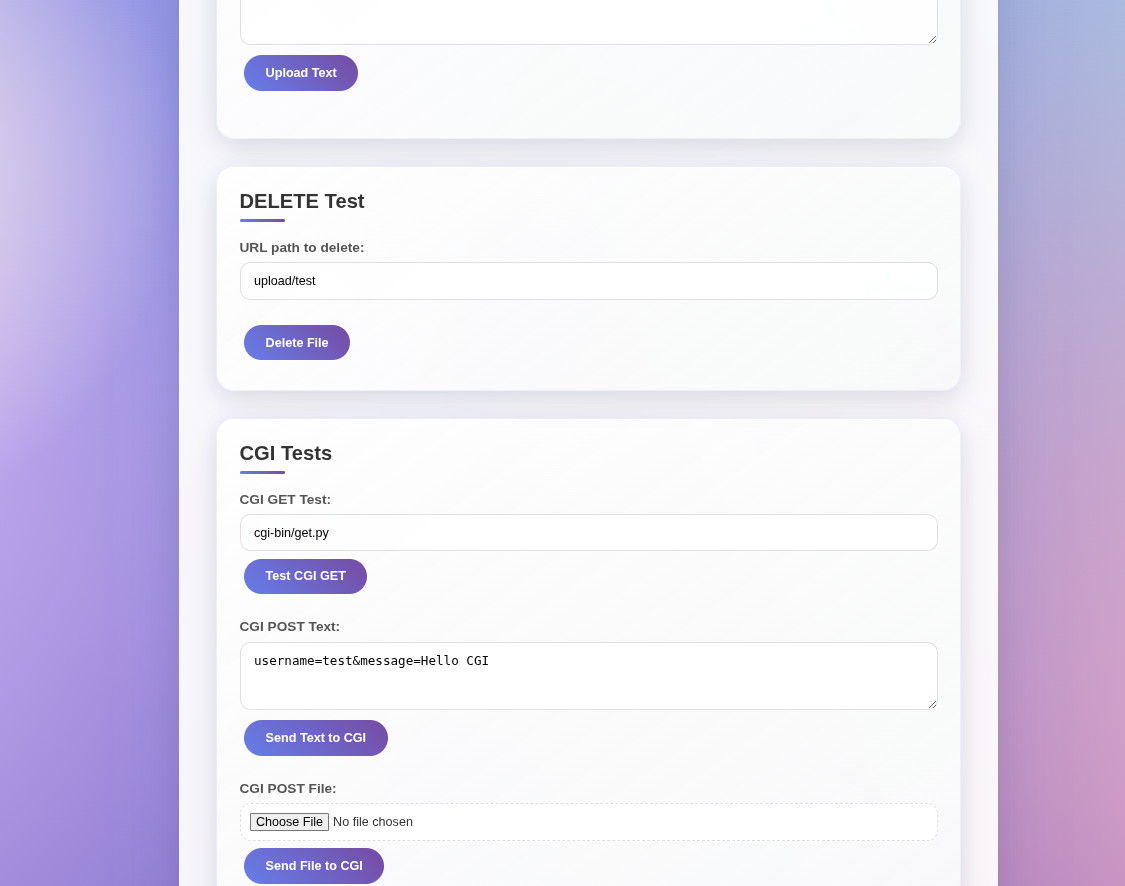 Upload Text
DELETE Test
URL path to delete:
upload/test
Delete File
CGI Tests
CGI GET Test:
cgi-bin/get.py
Test CGI GET
CGI POST Text:
username=test&message=Hello CGI
Send Text to CGI
CGI POST File:
Choose File No file chosen
Send File to CGI